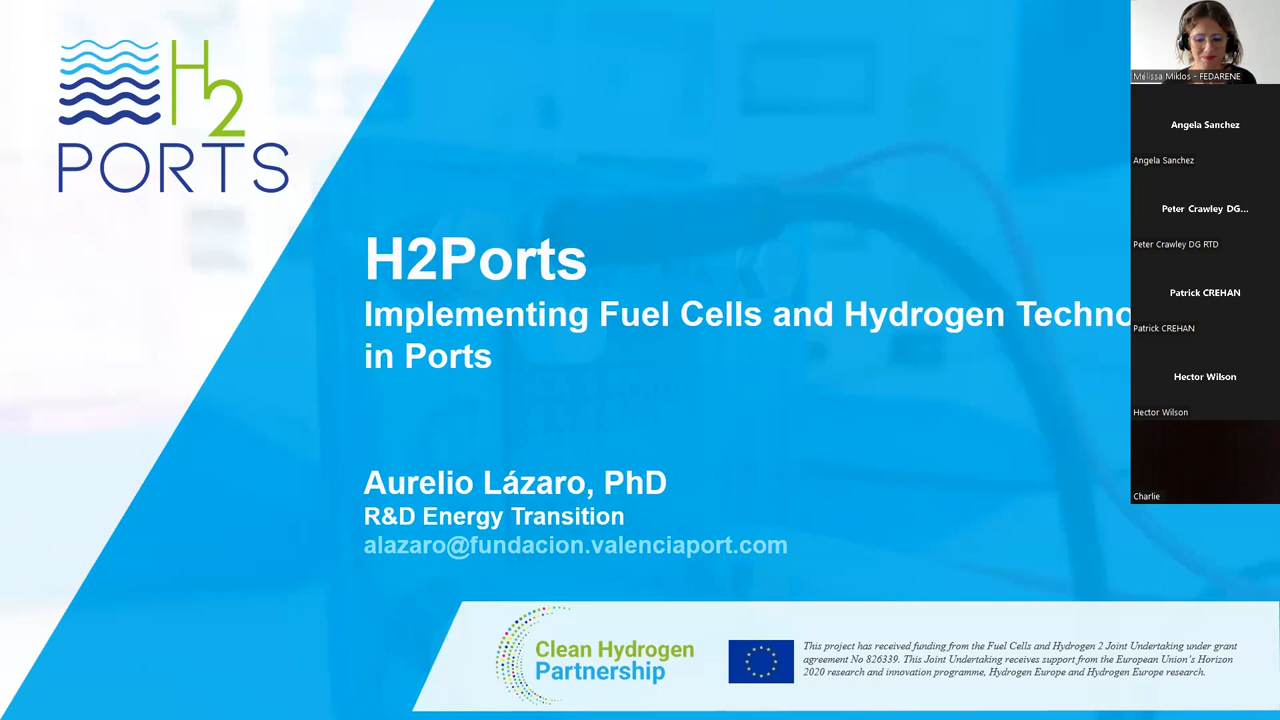 H2
PORTS
H2Ports
Implementing Fuel Cells and Hydrogen Techno
in Ports
Aurelio Lázaro, PhD
R&D Energy Transition
alazaro@fundacion.valenciaport.com
Clean Hydrogen
Partnership
This project has received funding from the Fuel Cells and Hydrogen 2 Joint Undertaking under grant
agreement No 826339. This Joint Undertaking receives support from the European Union's Horizon
2020 research and innovation programme, Hydrogen Europe and Hydrogen Europe research.
Mélissa Miklos - FEDARENE
Angela Sanchez
Angela Sanchez
Peter Crawley DG...
Peter Crawley DG RTD
Patrick CREHAN
Patrick CREHAN
Hector Wilson
Hector Wilson
Charlie